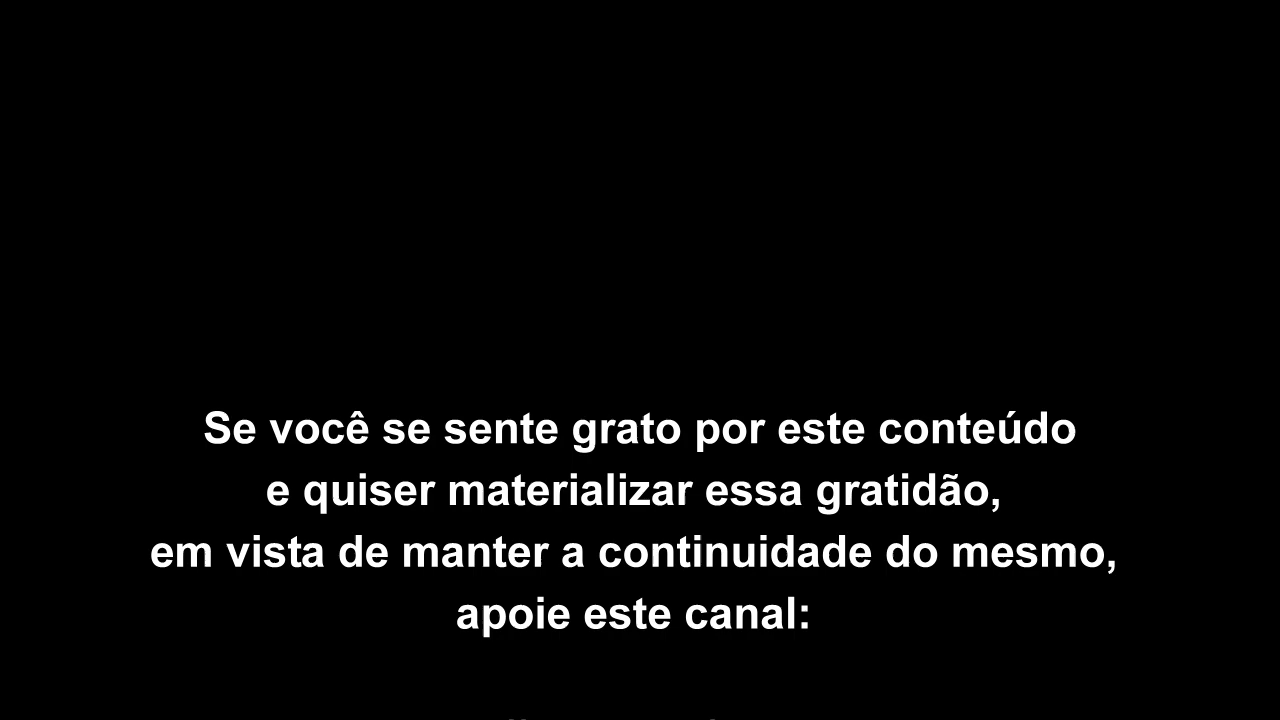 Se você se sente grato por este conteúdo
e quiser materializar essa gratidão,
em vista de manter a continuidade do mesmo,
apoie este canal: